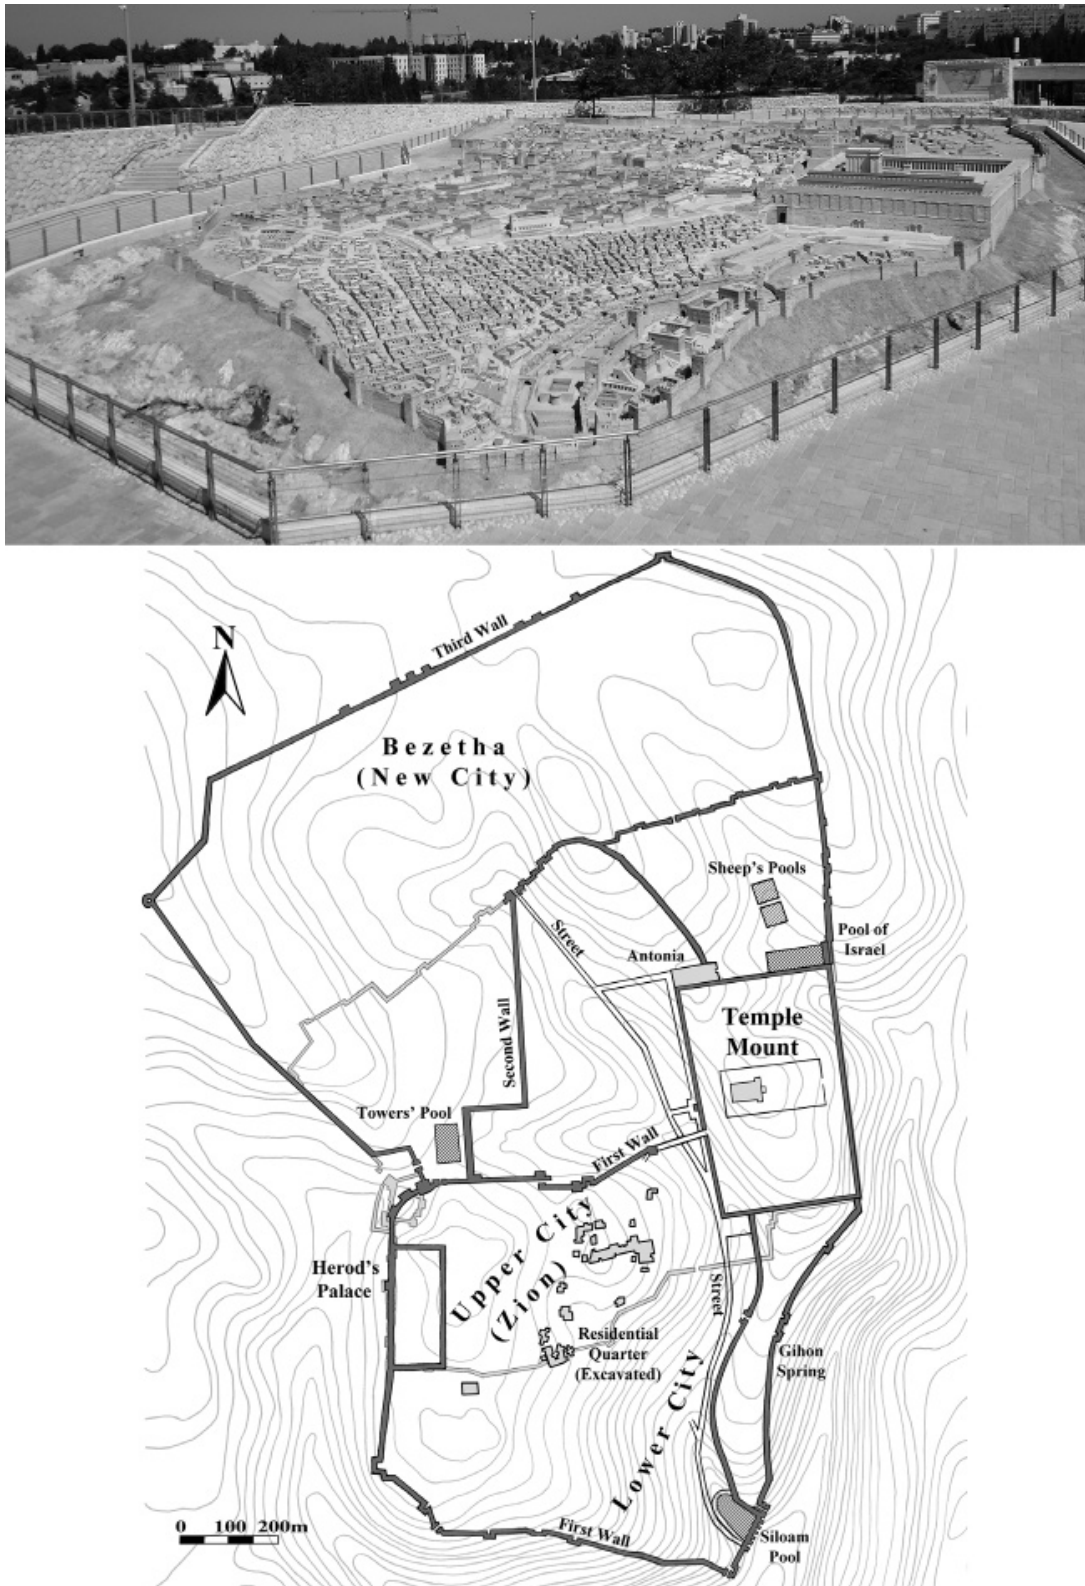 Third Wall
N
Bezetha
(New City)
Sheep's Pools
Street
Pool of
Israel
Antonia
Temple
Mount
Second Wall
Towers' Pool
First Wall
Upper City
(Zion)
Herod's
Palace
Street
Residential
Quarter
(Excavated)
Gihon
Spring
Lower City
0 100 200m
First Wall
Siloam
Pool